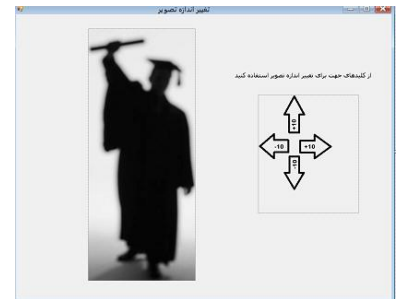 تغییر اندازه تصویر
از کلیدهای جهت برای تغییر اندازه تصویر استفاده کنید
+10
-10
+10
-10